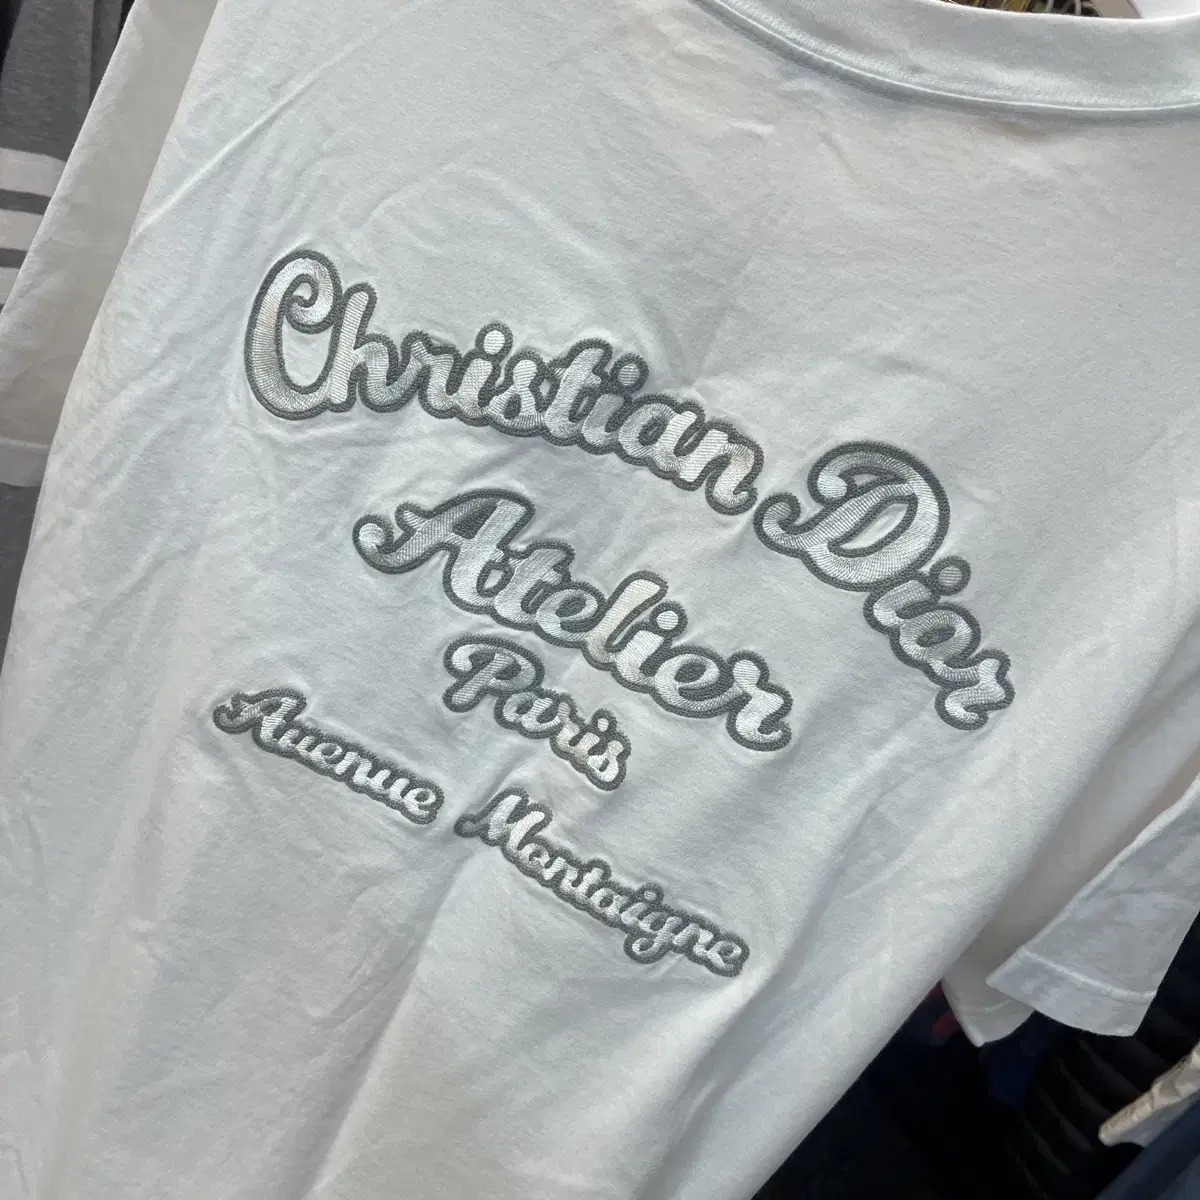 Christian Dior
Atelier
Paris
Avenue Montaigne